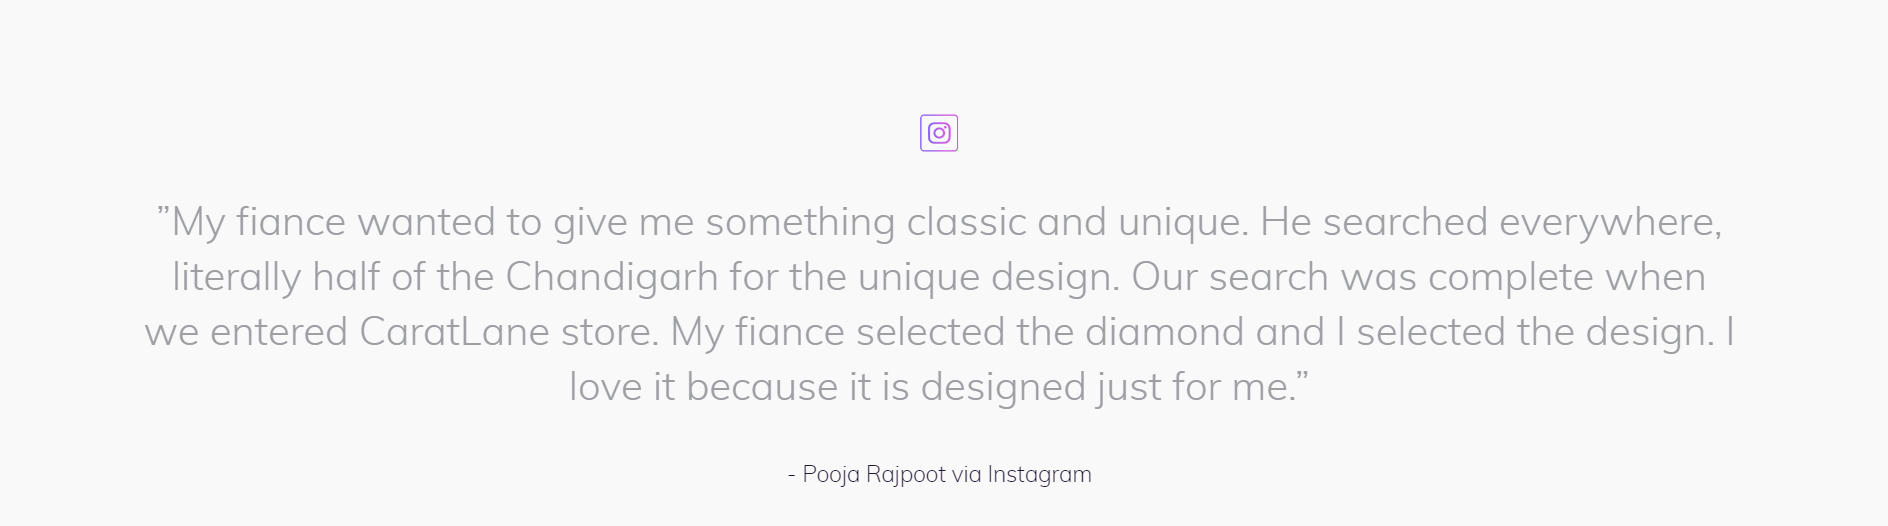 ”My fiance wanted to give me something classic and unique. He searched everywhere,
literally half of the Chandigarh for the unique design. Our search was complete when
we entered CaratLane store. My fiance selected the diamond and I selected the design. I
love it because it is designed just for me.”
- Pooja Rajpoot via Instagram